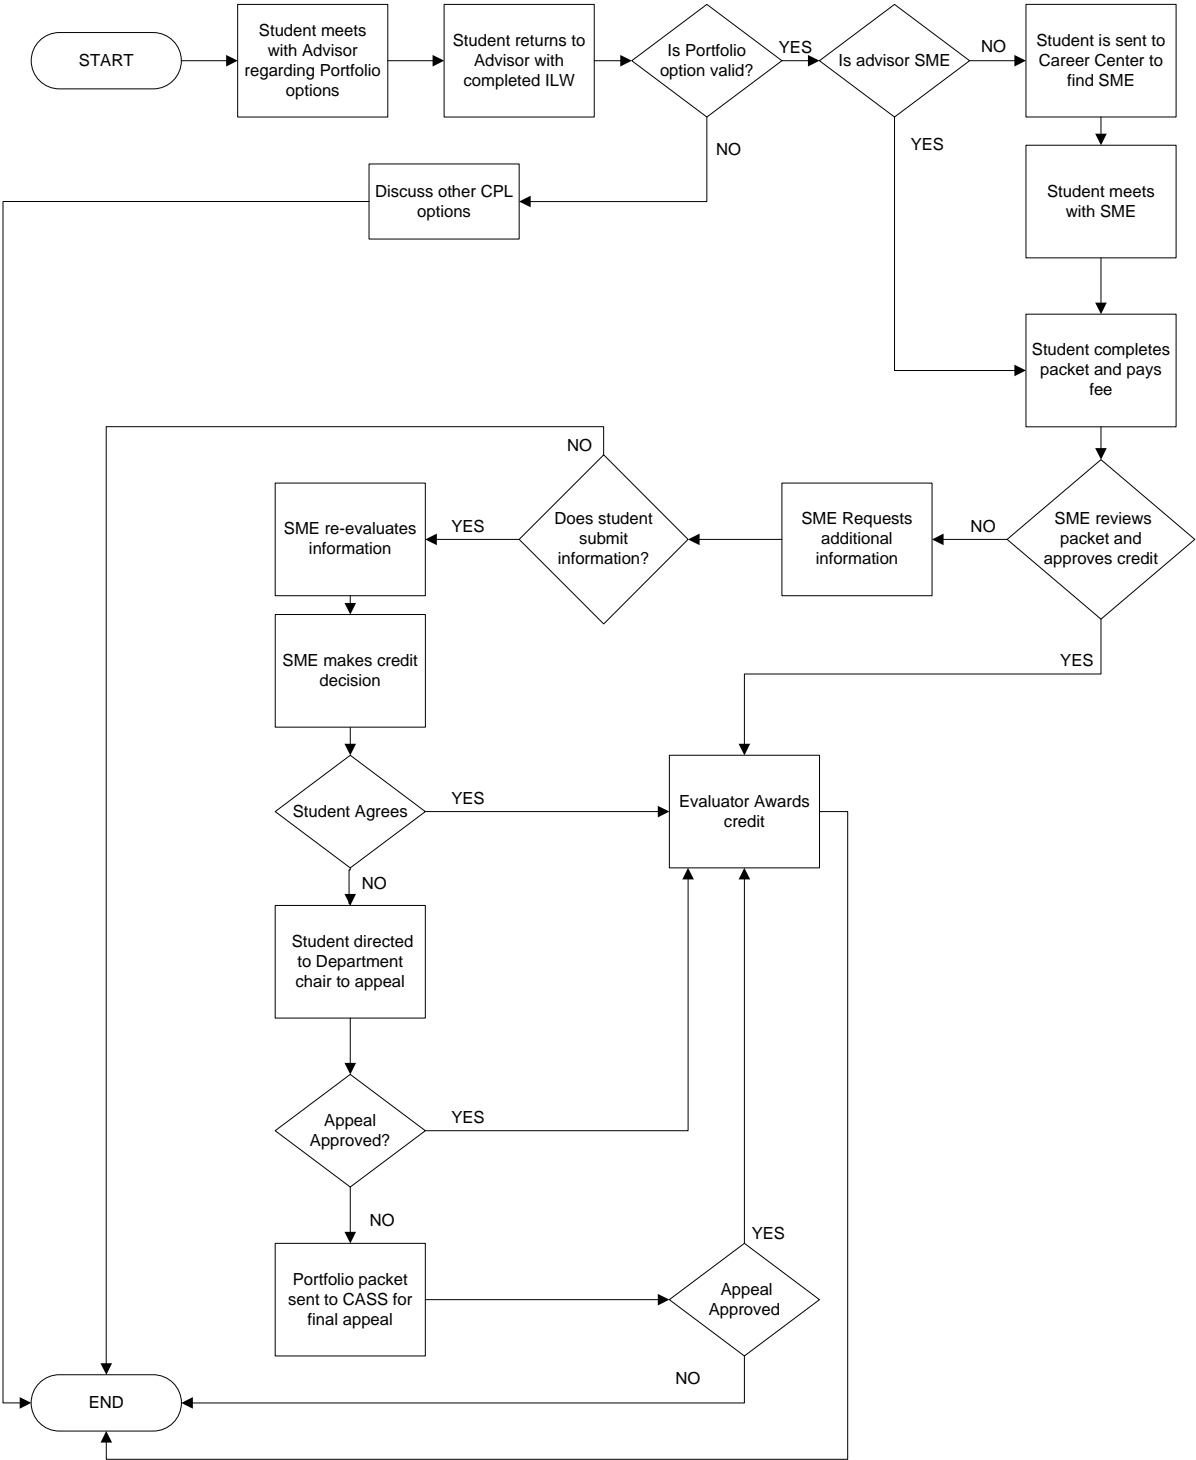 START
Student meets
with Advisor
regarding Portfolio
options
Student returns to
Advisor with
completed ILW
Is Portfolio
option valid?
YES
Is advisor SME
NO
Student is sent to
Career Center to
find SME
NO
YES
Discuss other CPL
options
Student meets
with SME
Student completes
packet and pays
fee
NO
SME re-evaluates
information
YES
Does student
submit
information?
SME Requests
additional
information
NO
SME reviews
packet and
approves credit
SME makes credit
decision
YES
Student Agrees
YES
Evaluator Awards
credit
NO
Student directed
to Department
chair to appeal
Appeal
Approved?
YES
NO
YES
Portfolio packet
sent to CASS for
final appeal
Appeal
Approved
NO
END